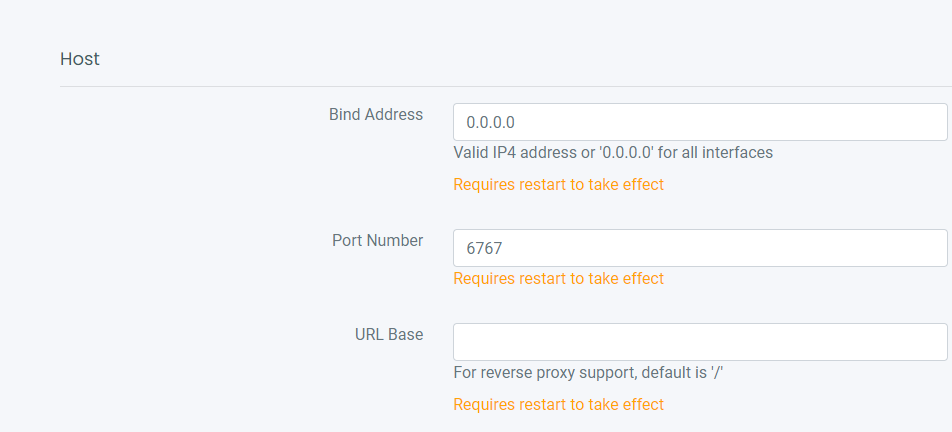 Host
Bind Address
0.0.0.0
Valid IP4 address or '0.0.0.0' for all interfaces
Requires restart to take effect
Port Number
6767
Requires restart to take effect
URL Base
For reverse proxy support, default is '/'
Requires restart to take effect